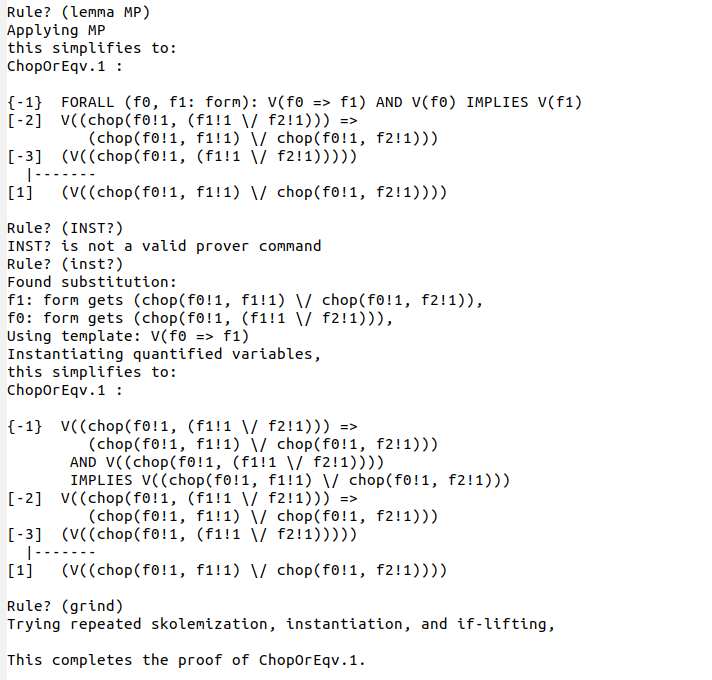 Rule? (lemma MP)
Applying MP
this simplifies to:
ChopOrEqv.1 :
{-1}  FORALL (f0, f1: form): V(f0 => f1) AND V(f0) IMPLIES V(f1)
[-2]  V((chop(f0!1, (f1!1 \/ f2!1))) =>
(chop(f0!1, f1!1) \/ chop(f0!1, f2!1)))
[-3]  (V((chop(f0!1, (f1!1 \/ f2!1)))))
|-------
[1]   (V((chop(f0!1, f1!1) \/ chop(f0!1, f2!1))))
Rule? (INST?)
INST? is not a valid prover command
Rule? (inst?)
Found substitution:
f1: form gets (chop(f0!1, f1!1) \/ chop(f0!1, f2!1)),
f0: form gets (chop(f0!1, (f1!1 \/ f2!1))),
Using template: V(f0 => f1)
Instantiating quantified variables,
this simplifies to:
ChopOrEqv.1 :
{-1}  V((chop(f0!1, (f1!1 \/ f2!1))) =>
(chop(f0!1, f1!1) \/ chop(f0!1, f2!1)))
AND V((chop(f0!1, (f1!1 \/ f2!1))))
IMPLIES V((chop(f0!1, f1!1) \/ chop(f0!1, f2!1)))
[-2]  V((chop(f0!1, (f1!1 \/ f2!1))) =>
(chop(f0!1, f1!1) \/ chop(f0!1, f2!1)))
[-3]  (V((chop(f0!1, (f1!1 \/ f2!1)))))
|-------
[1]   (V((chop(f0!1, f1!1) \/ chop(f0!1, f2!1))))
Rule? (grind)
Trying repeated skolemization, instantiation, and if-lifting,
This completes the proof of ChopOrEqv.1.